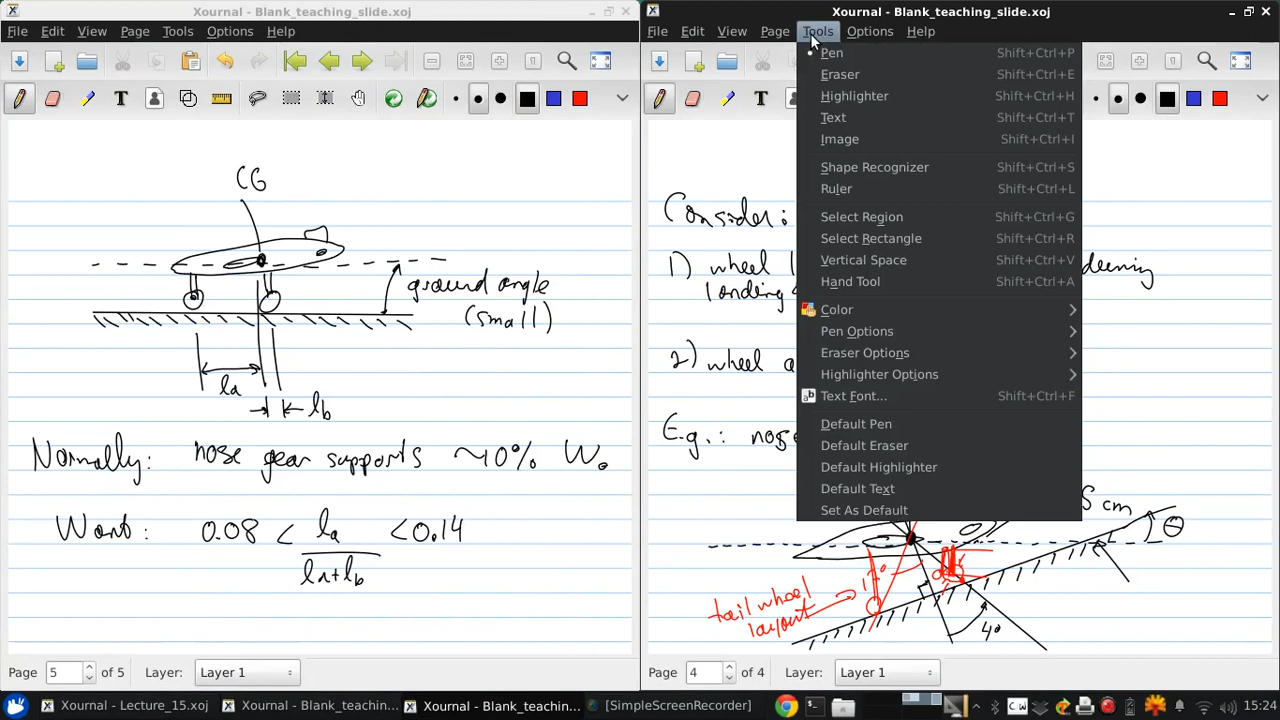 Xournal - Blank_teaching_slide.xoj
File Edit View Page Tools Options Help
CG
ground angle
(small)
la
lb
Normally: nose gear supports ~10% W.
Want: 0.08 < la < 0.14
la+lb
Page 5 of 5 Layer: Layer 1
Xournal - Blank_teaching_slide.xoj
File Edit View Page Tools Options Help
Pen Shift+Ctrl+P
Eraser Shift+Ctrl+E
Highlighter Shift+Ctrl+H
Text Shift+Ctrl+T
Image Shift+Ctrl+I
Shape Recognizer Shift+Ctrl+S
Ruler Shift+Ctrl+L
Select Region Shift+Ctrl+G
Select Rectangle Shift+Ctrl+R
Vertical Space Shift+Ctrl+V
Hand Tool Shift+Ctrl+A
Color
Pen Options
Eraser Options
Highlighter Options
Text Font... Shift+Ctrl+F
Default Pen
Default Eraser
Default Highlighter
Default Text
Set As Default
Consider:
1) wheel
landing
2) wheel
E.g.: nose
5 cm
θ
17°
tail wheel
layout
4°
Page 4 of 4 Layer: Layer 1
Xournal - Lecture_15.xoj
Xournal - Blank_teachin...
Xournal - Blank_teachin...
[SimpleScreenRecorder]
CW
15:24